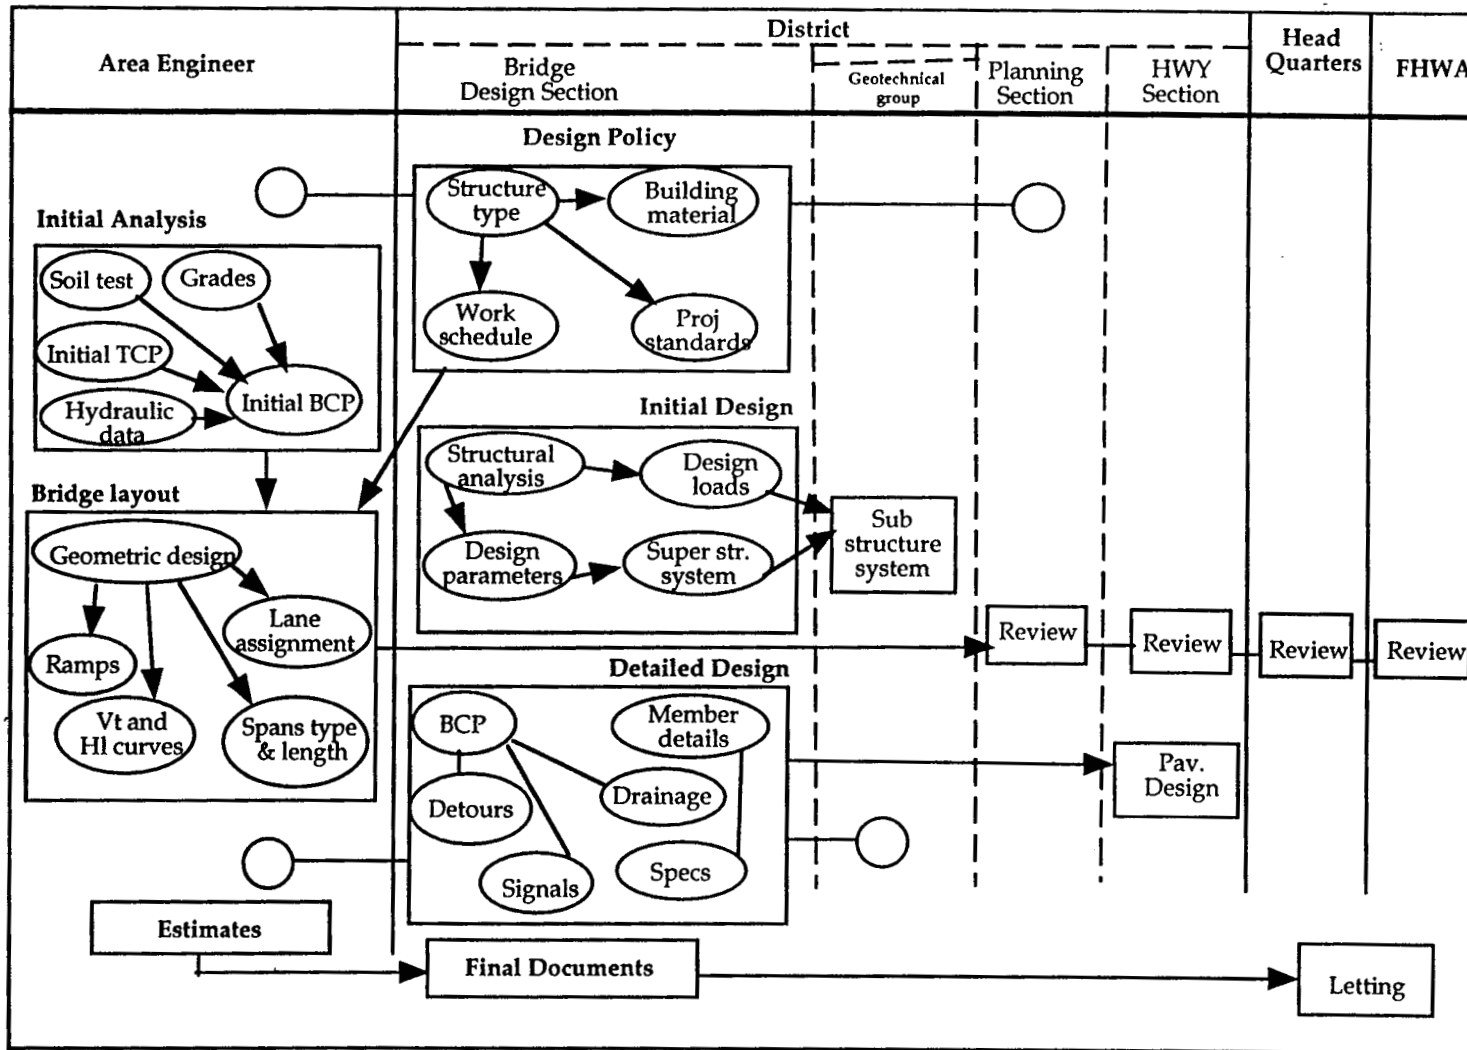 District
Area Engineer
Bridge
Design Section
Geotechnical
group
Planning
Section
HWY
Section
Head
Quarters
FHWA
Design Policy
Structure
type
Building
material
Work
schedule
Proj
standards
Initial Analysis
Soil test
Grades
Initial TCP
Initial BCP
Hydraulic
data
Initial Design
Structural
analysis
Design
loads
Design
parameters
Super str.
system
Sub
structure
system
Bridge layout
Geometric design
Lane
assignment
Ramps
Vt and
Hl curves
Spans type
& length
Review
Review
Review
Review
Detailed Design
BCP
Member
details
Detours
Drainage
Signals
Specs
Pav.
Design
Estimates
Final Documents
Letting